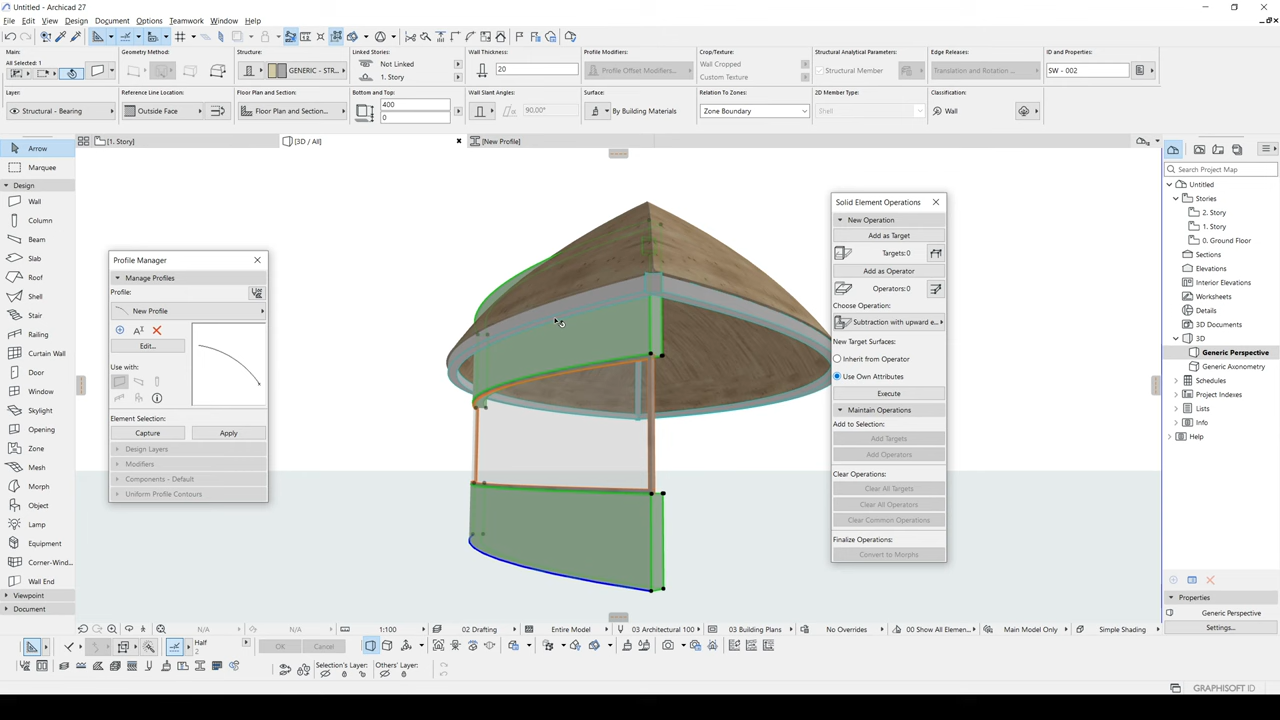 Untitled - Archicad 27
File Edit View Design Document Options Teamwork Window Help
Main:
All Selected: 1
Geometry Method:
Structure:
GENERIC - STR...
Linked Stories:
Not Linked
1. Story
Wall Thickness:
20
Profile Modifiers:
Profile Offset Modifiers...
Crop/Texture:
Wall Cropped
Custom Texture
Structural Analytical Parameters:
Structural Member
Edge Releases:
Translation and Rotation ...
ID and Properties:
SW - 002
Layer:
Structural - Bearing
Reference Line Location:
Outside Face
Floor Plan and Section:
Floor Plan and Section...
Bottom and Top:
400
0
Wall Slant Angles:
90.00°
Surface:
By Building Materials
Relation To Zones:
Zone Boundary
2D Member Type:
Shell
Classification:
Wall
[1. Story]
[3D / All]
[New Profile]
Arrow
Marquee
Design
Wall
Column
Beam
Slab
Roof
Shell
Stair
Railing
Curtain Wall
Door
Window
Skylight
Opening
Zone
Mesh
Morph
Object
Lamp
Equipment
Corner-Wind...
Wall End
Viewpoint
Document
Profile Manager
Manage Profiles
Profile:
New Profile
Edit...
Use with:
Element Selection:
Capture
Apply
Design Layers
Modifiers
Components - Default
Uniform Profile Contours
Solid Element Operations
New Operation
Add as Target
Targets:0
Add as Operator
Operators:0
Choose Operation:
Subtraction with upward e...
New Target Surfaces:
Inherit from Operator
Use Own Attributes
Execute
Maintain Operations
Add to Selection:
Add Targets
Add Operators
Clear Operations:
Clear All Targets
Clear All Operators
Clear Common Operations
Finalize Operations:
Convert to Morphs
Search Project Map
Untitled
Stories
2. Story
1. Story
0. Ground Floor
Sections
Elevations
Interior Elevations
Worksheets
Details
3D Documents
3D
Generic Perspective
Generic Axonometry
Schedules
Project Indexes
Lists
Info
Help
Properties
Generic Perspective
Settings...
N/A
N/A
1:100
02 Drafting
Entire Model
03 Architectural 100
03 Building Plans
No Overrides
00 Show All Elemen...
Main Model Only
Simple Shading
Half
2
OK
Cancel
Selection's Layer:
Others' Layer:
GRAPHISOFT ID